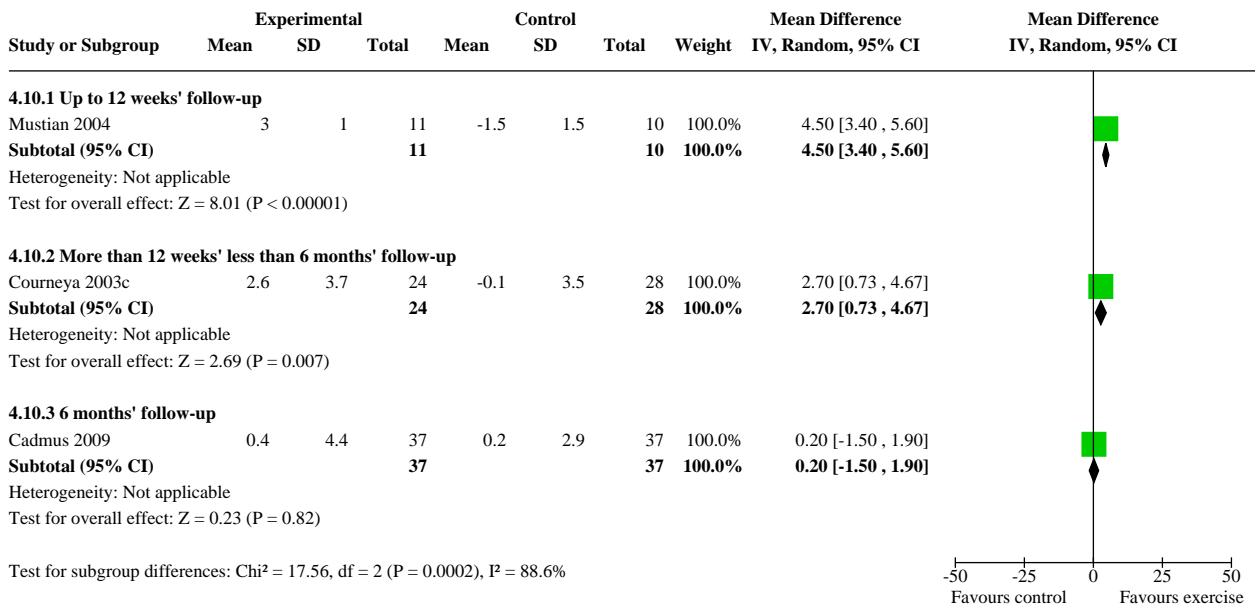 Experimental Control Mean Difference Mean Difference
Study or Subgroup Mean SD Total Mean SD Total Weight IV, Random, 95% CI IV, Random, 95% CI
4.10.1 Up to 12 weeks' follow-up
Mustian 2004 3 1 11 -1.5 1.5 10 100.0% 4.50 [3.40 , 5.60]
Subtotal (95% CI) 11 10 100.0% 4.50 [3.40 , 5.60]
Heterogeneity: Not applicable
Test for overall effect: Z = 8.01 (P < 0.00001)
4.10.2 More than 12 weeks' less than 6 months' follow-up
Courneya 2003c 2.6 3.7 24 -0.1 3.5 28 100.0% 2.70 [0.73 , 4.67]
Subtotal (95% CI) 24 28 100.0% 2.70 [0.73 , 4.67]
Heterogeneity: Not applicable
Test for overall effect: Z = 2.69 (P = 0.007)
4.10.3 6 months' follow-up
Cadmus 2009 0.4 4.4 37 0.2 2.9 37 100.0% 0.20 [-1.50 , 1.90]
Subtotal (95% CI) 37 37 100.0% 0.20 [-1.50 , 1.90]
Heterogeneity: Not applicable
Test for overall effect: Z = 0.23 (P = 0.82)
Test for subgroup differences: Chi² = 17.56, df = 2 (P = 0.0002), I² = 88.6%
-50 -25 0 25 50
Favours control Favours exercise